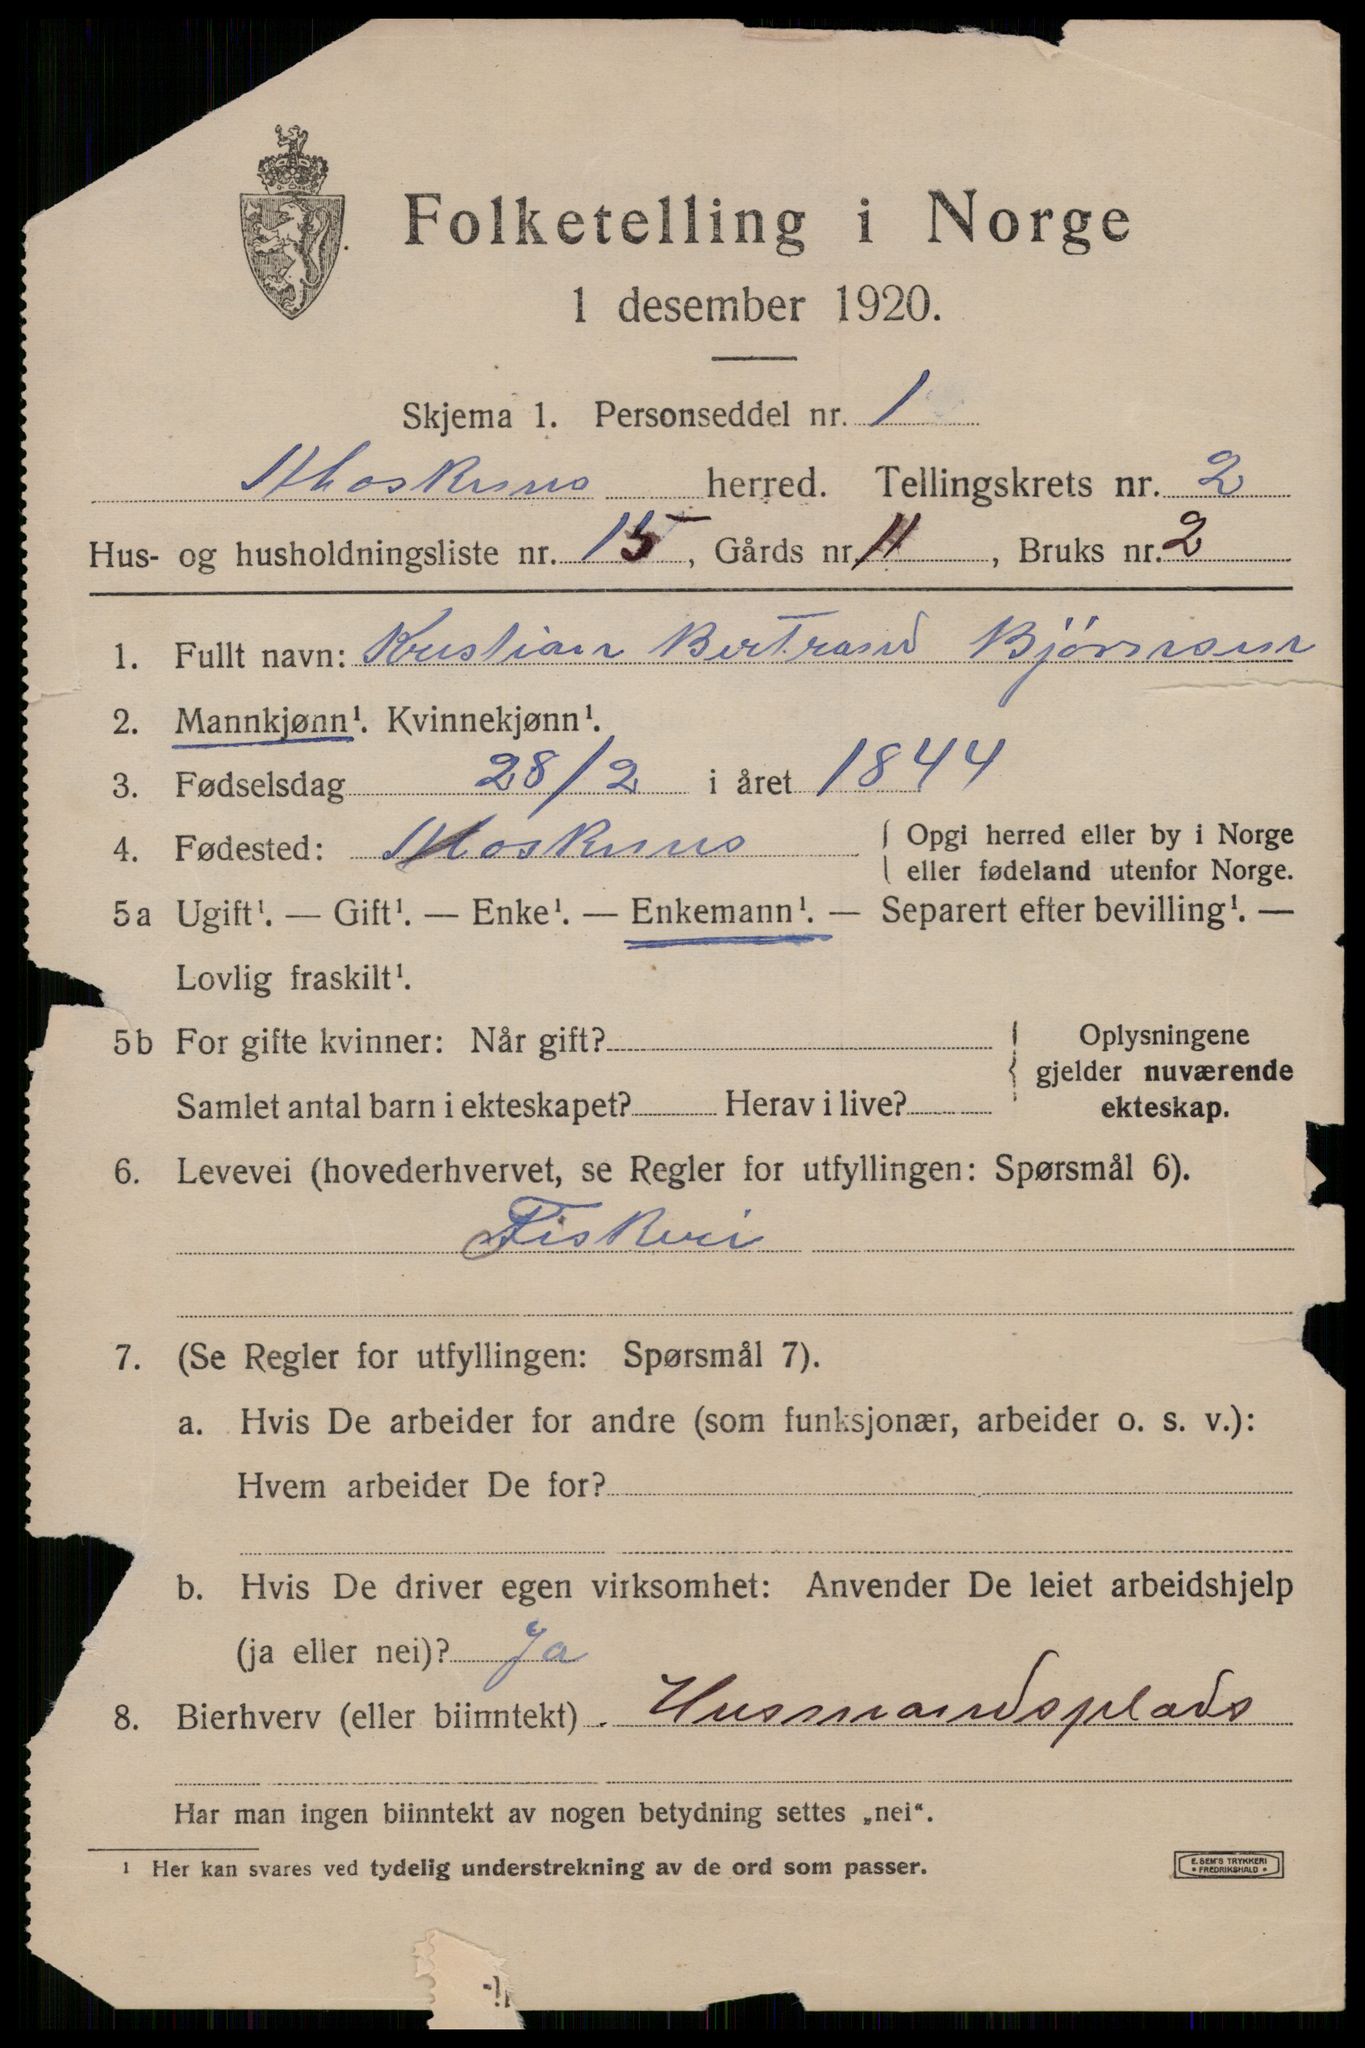 Folketelling i Norge
1 desember 1920.
Skjema 1. Personseddel nr. 1
Moskenes herred. Tellingskrets nr. 2
Hus- og husholdningsliste nr. 15, Gårds nr. 11, Bruks nr. 2
1. Fullt navn: Kristian Bertrand Bjørnsen
2. Mannkjønn¹. Kvinnekjønn¹.
3. Fødselsdag 28/2 i året 1844
4. Fødested: Moskenes { Opgi herred eller by i Norge
eller fødeland utenfor Norge.
5a Ugift¹. — Gift¹. — Enke¹. — Enkemann¹. — Separert efter bevilling¹. —
Lovlig fraskilt¹.
5b For gifte kvinner: Når gift? { Oplysningene
gjelder nuværende
Samlet antal barn i ekteskapet? Herav i live? ekteskap.
6. Levevei (hovederhvervet, se Regler for utfyllingen: Spørsmål 6).
Fiskeri
7. (Se Regler for utfyllingen: Spørsmål 7).
a. Hvis De arbeider for andre (som funksjonær, arbeider o. s. v.):
Hvem arbeider De for?
b. Hvis De driver egen virksomhet: Anvender De leiet arbeidshjelp
(ja eller nei)? Ja
8. Bierhverv (eller biinntekt) Husmandsplads
Har man ingen biinntekt av nogen betydning settes „nei“.
¹ Her kan svares ved tydelig understrekning av de ord som passer.
E. SEM'S TRYKKERI
• FREDRIKSHALD •